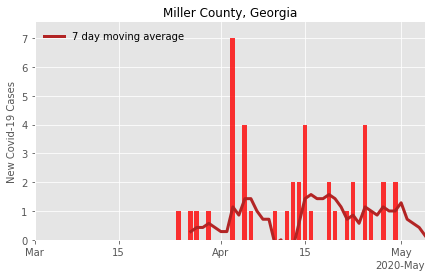 Miller County, Georgia
7 day moving average
New Covid-19 Cases
7
6
5
4
3
2
1
0
Mar 15 Apr 15 May
2020-May